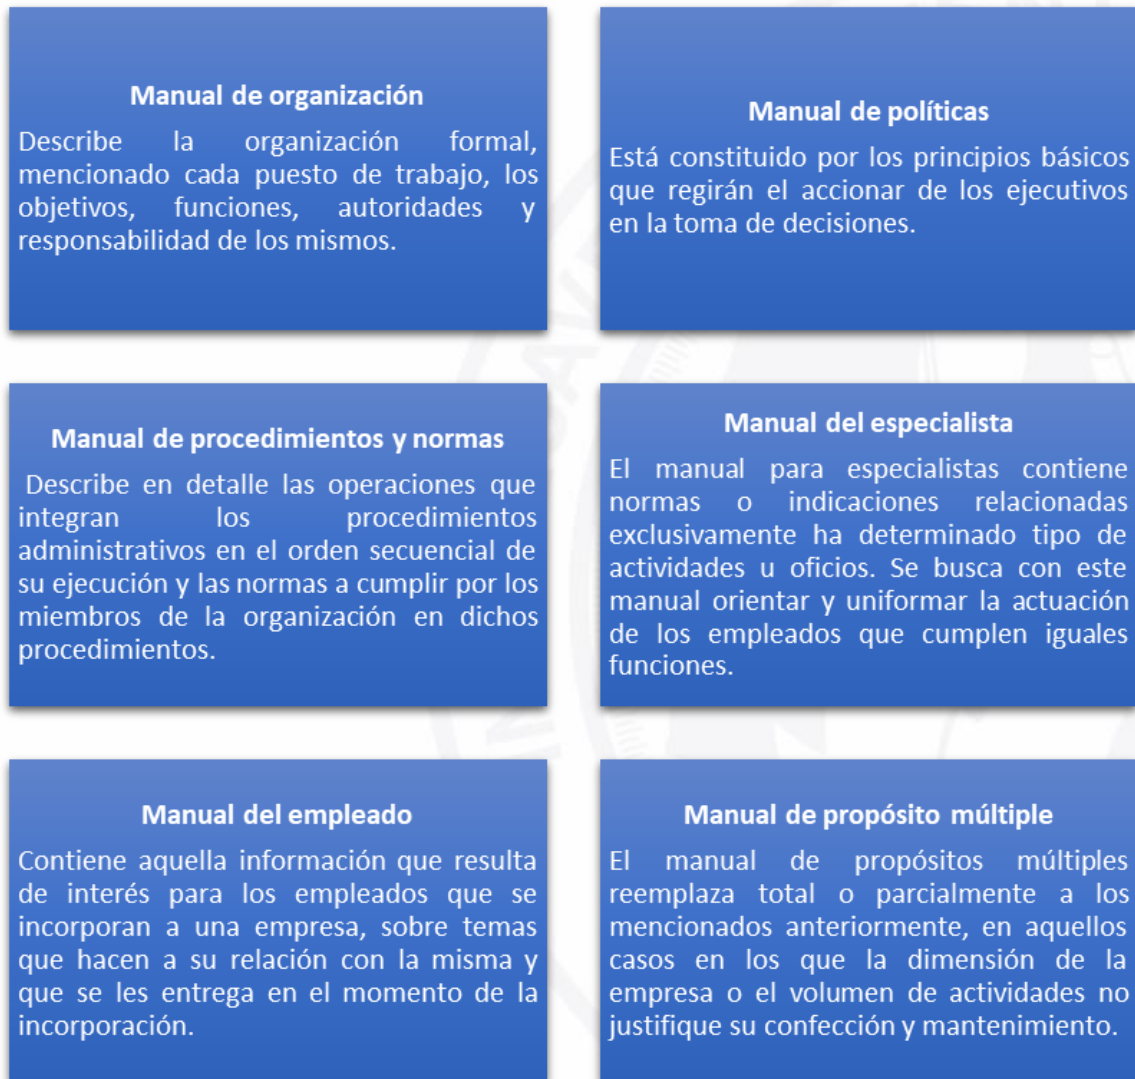 Manual de organización
Describe la organización formal,
mencionado cada puesto de trabajo, los
objetivos, funciones, autoridades y
responsabilidad de los mismos.
Manual de políticas
Está constituido por los principios básicos
que regirán el accionar de los ejecutivos
en la toma de decisiones.
Manual de procedimientos y normas
Describe en detalle las operaciones que
integran los procedimientos
administrativos en el orden secuencial de
su ejecución y las normas a cumplir por los
miembros de la organización en dichos
procedimientos.
Manual del especialista
El manual para especialistas contiene
normas o indicaciones relacionadas
exclusivamente ha determinado tipo de
actividades u oficios. Se busca con este
manual orientar y uniformar la actuación
de los empleados que cumplen iguales
funciones.
Manual del empleado
Contiene aquella información que resulta
de interés para los empleados que se
incorporan a una empresa, sobre temas
que hacen a su relación con la misma y
que se les entrega en el momento de la
incorporación.
Manual de propósito múltiple
El manual de propósitos múltiples
reemplaza total o parcialmente a los
mencionados anteriormente, en aquellos
casos en los que la dimensión de la
empresa o el volumen de actividades no
justifique su confección y mantenimiento.